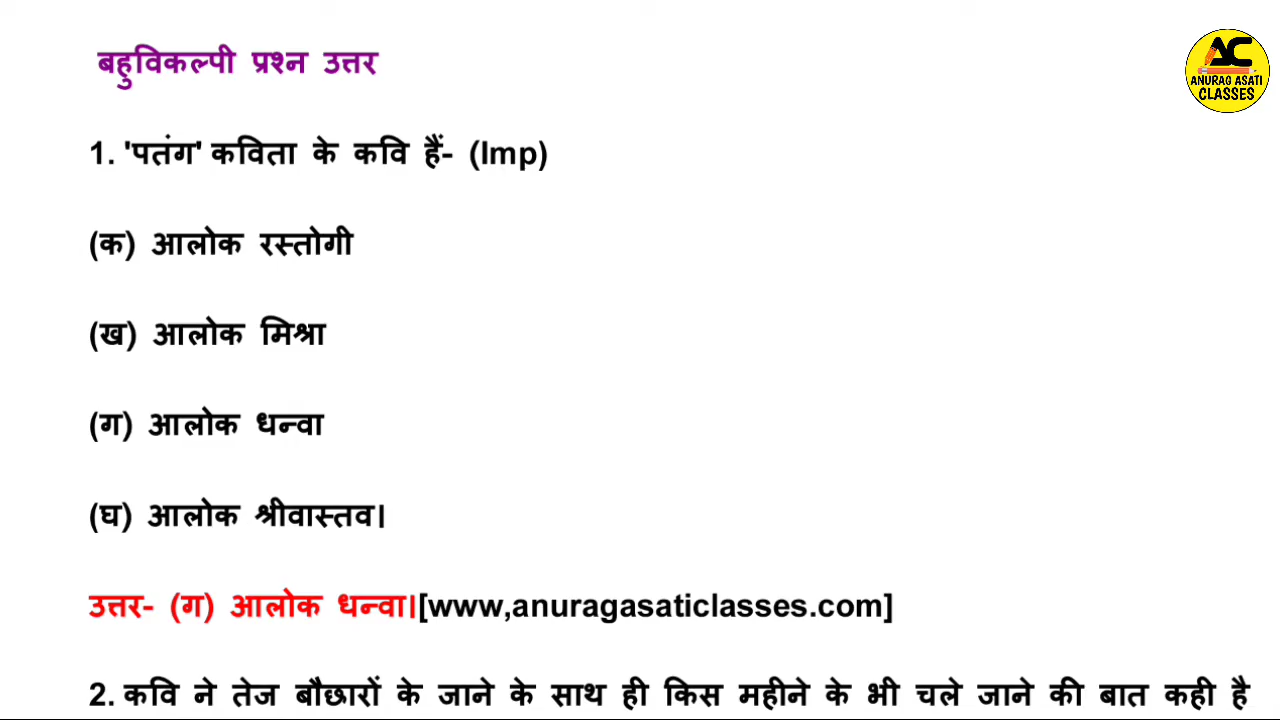 बहुविकल्पी प्रश्न उत्तर
AC
ANURAG ASATI
CLASSES
1. 'पतंग' कविता के कवि हैं- (Imp)
(क) आलोक रस्तोगी
(ख) आलोक मिश्रा
(ग) आलोक धन्वा
(घ) आलोक श्रीवास्तव।
उत्तर- (ग) आलोक धन्वा।[www,anuragasaticlasses.com]
2. कवि ने तेज बौछारों के जाने के साथ ही किस महीने के भी चले जाने की बात कही है